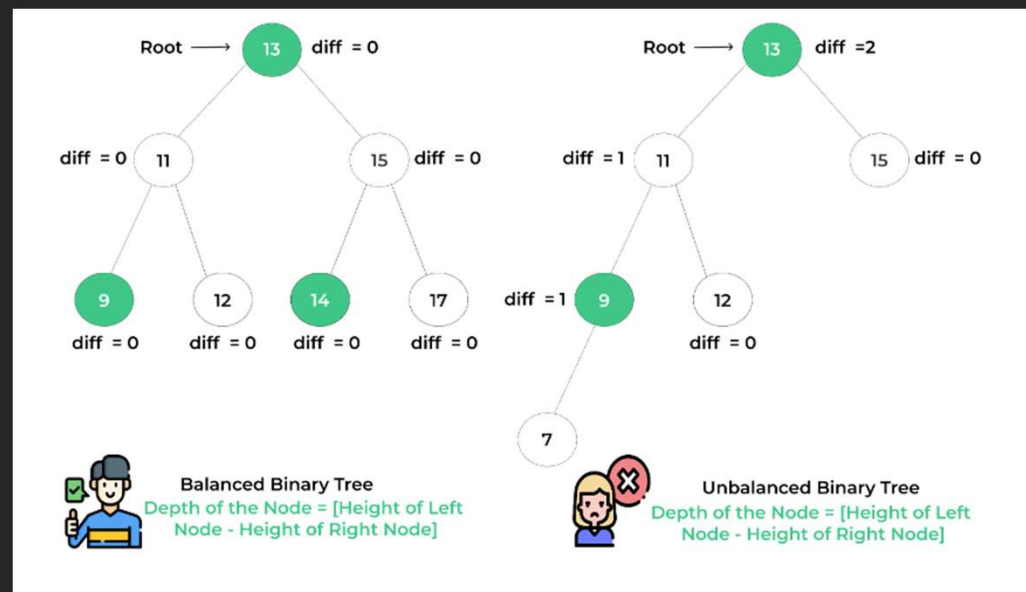 Root → 13 diff = 0
diff = 0 11
15 diff = 0
9
12
14
17
diff = 0
diff = 0
diff = 0
diff = 0
Balanced Binary Tree
Depth of the Node = [Height of Left
Node - Height of Right Node]
Root → 13 diff =2
diff =1 11
15 diff = 0
diff =1 9
12
diff = 0
7
Unbalanced Binary Tree
Depth of the Node = [Height of Left
Node - Height of Right Node]